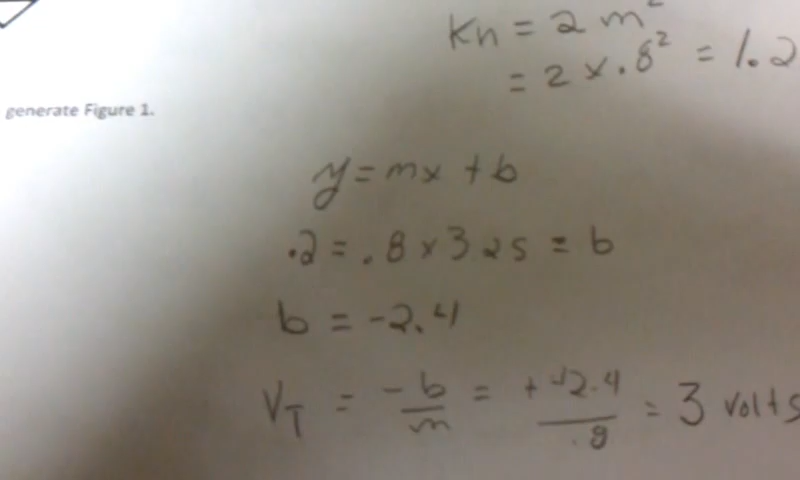 Kn = 2 m²
= 2 x .8² = 1.2
generate Figure 1.
y = mx + b
.2 = .8 x 3 25 = b
b = -2.4
VT = -b/m = +2.4/.8 = 3 volts